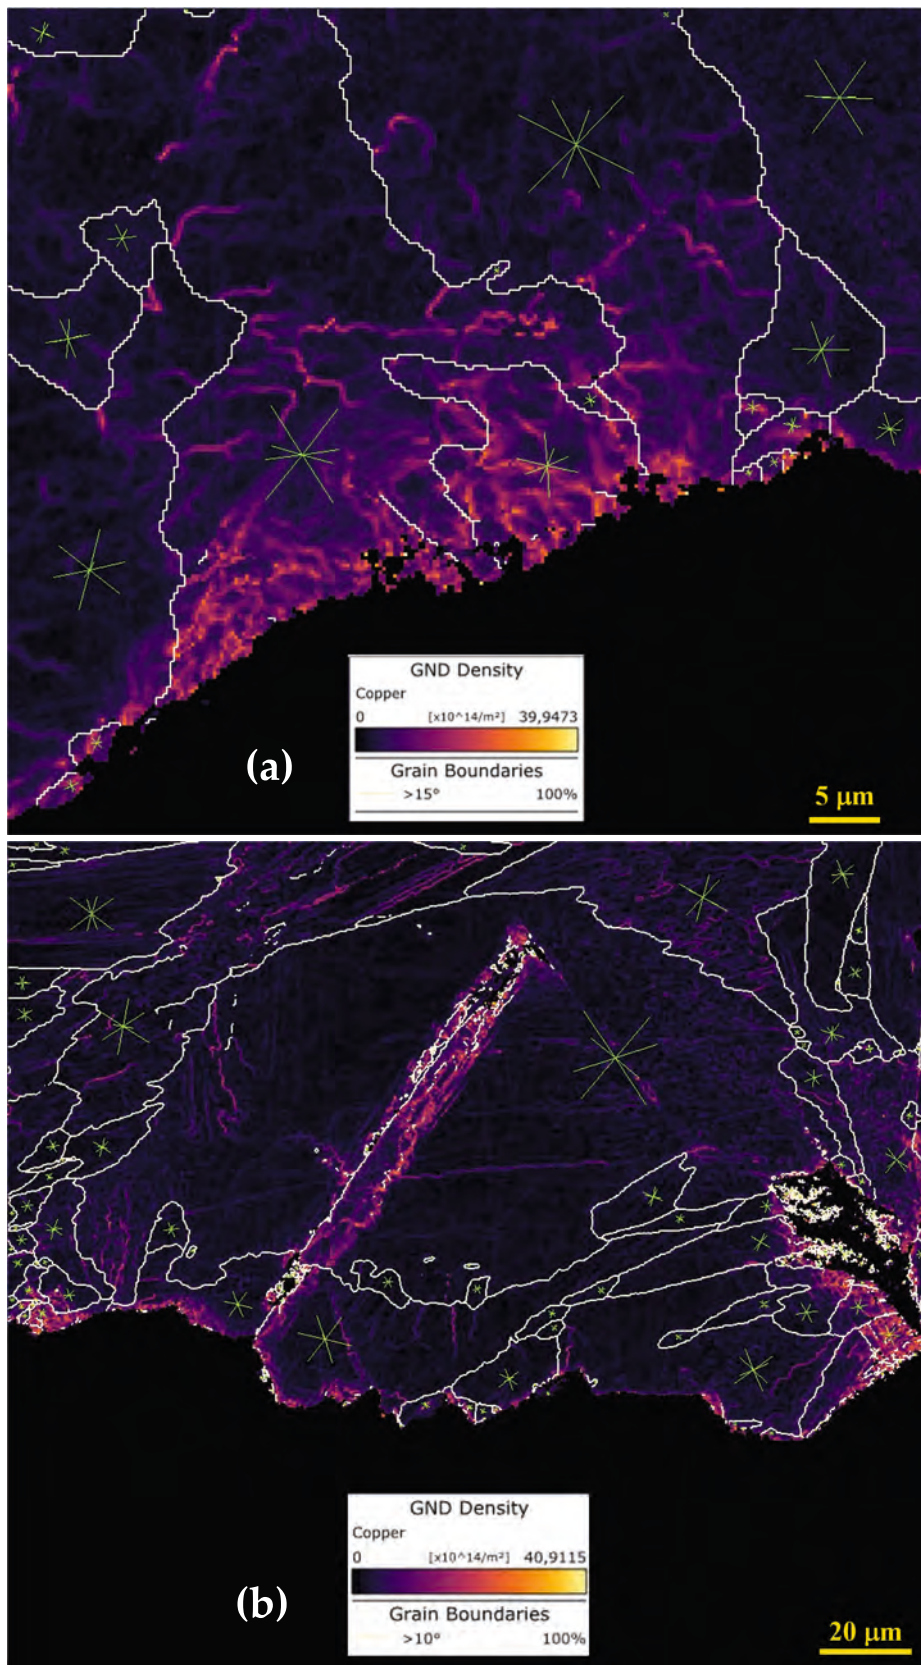 GND Density
Copper
0 [x10^14/m²] 39,9473
Grain Boundaries
>15° 100%
(a)
5 μm
GND Density
Copper
0 [x10^14/m²] 40,9115
Grain Boundaries
>10° 100%
(b)
20 μm